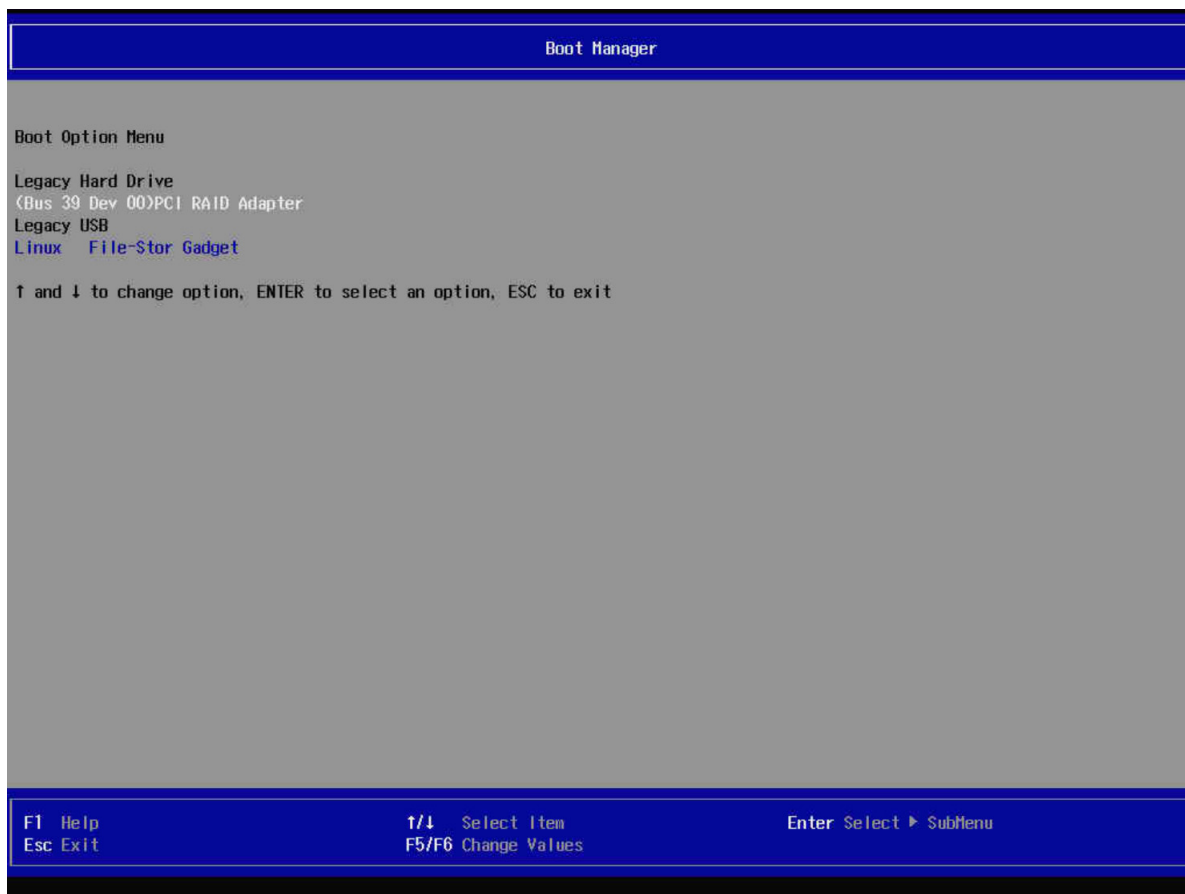 Boot Manager
Boot Option Menu
Legacy Hard Drive
(Bus 39 Dev 00)PCI RAID Adapter
Legacy USB
Linux   File-Stor Gadget
↑ and ↓ to change option, ENTER to select an option, ESC to exit
F1 Help ↑/↓ Select Item Enter Select ▶ SubMenu
Esc Exit F5/F6 Change Values